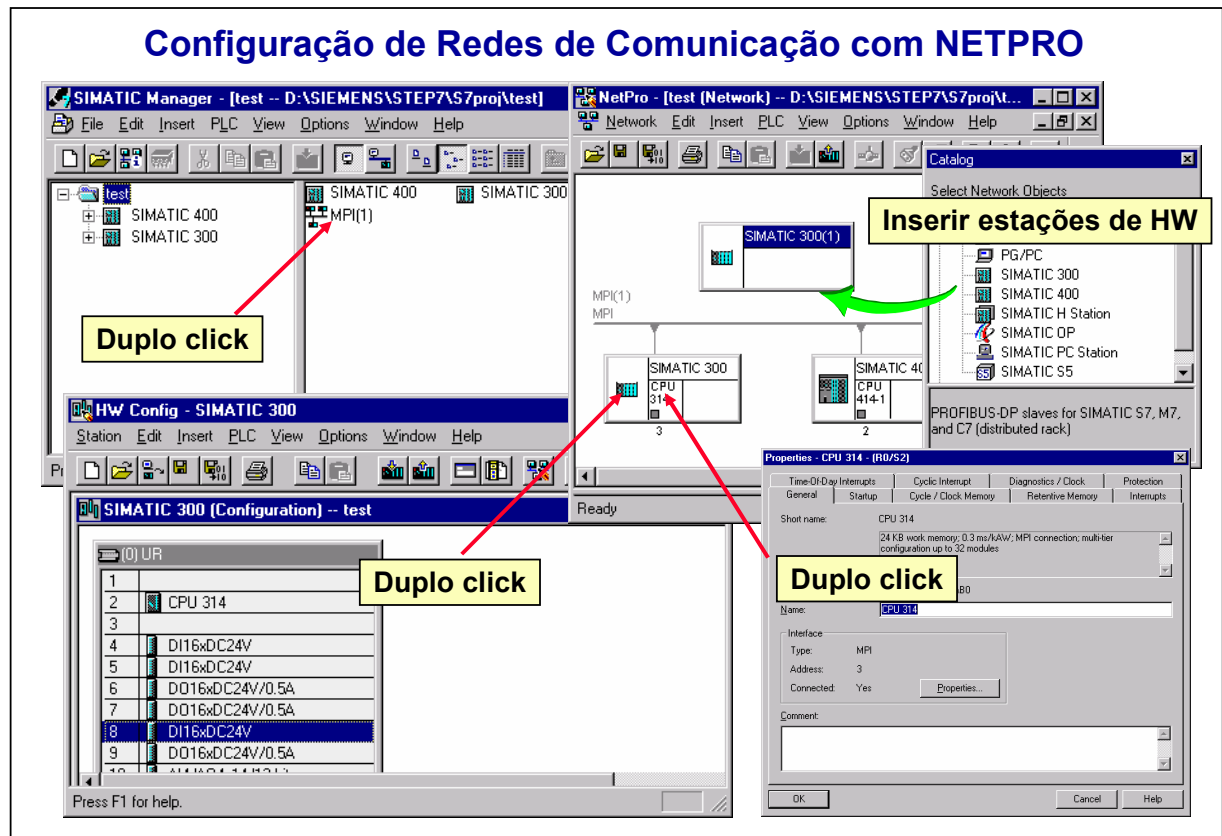 Configuração de Redes de Comunicação com NETPRO
SIMATIC Manager - [test -- D:\SIEMENS\STEP7\S7proj\test]
File Edit Insert PLC View Options Window Help
test
SIMATIC 400
SIMATIC 300
SIMATIC 400
SIMATIC 300
MPI(1)
Duplo click
NetPro - [test (Network) -- D:\SIEMENS\STEP7\S7proj\t...
Network Edit Insert PLC View Options Window Help
SIMATIC 300(1)
MPI(1)
MPI
SIMATIC 300
CPU
314
3
SIMATIC 40
CPU
414-1
2
Ready
Catalog
Select Network Objects
Inserir estações de HW
PG/PC
SIMATIC 300
SIMATIC 400
SIMATIC H Station
SIMATIC OP
SIMATIC PC Station
S5 SIMATIC S5
PROFIBUS-DP slaves for SIMATIC S7, M7,
and C7 (distributed rack)
HW Config - SIMATIC 300
Station Edit Insert PLC View Options Window Help
SIMATIC 300 (Configuration) -- test
(0) UR
1
2 CPU 314
3
4 DI16xDC24V
5 DI16xDC24V
6 DO16xDC24V/0.5A
7 DO16xDC24V/0.5A
8 DI16xDC24V
9 DO16xDC24V/0.5A
Press F1 for help.
Duplo click
Properties - CPU 314 - (R0/S2)
Time-Of-Day Interrupts Cyclic Interrupt Diagnostics / Clock Protection
General Startup Cycle / Clock Memory Retentive Memory Interrupts
Short name: CPU 314
24 KB work memory; 0.3 ms/kAW; MPI connection; multi-tier
configuration up to 32 modules
Duplo click
AB0
Name: CPU 314
Interface
Type: MPI
Address: 3
Connected: Yes Properties...
Comment:
OK Cancel Help